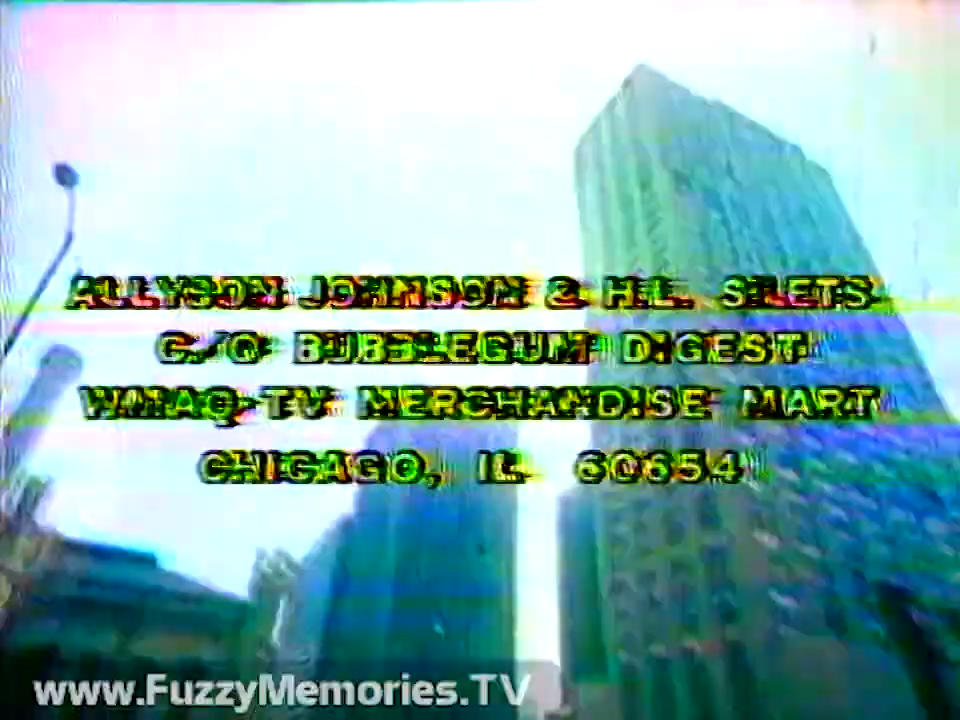 ALLYSON JOHNSON & H.L. SLETS
C/O BUBBLEGUM DIGEST
WMAQ-TV MERCHANDISE MART
CHICAGO, IL 60654
www.FuzzyMemories.TV